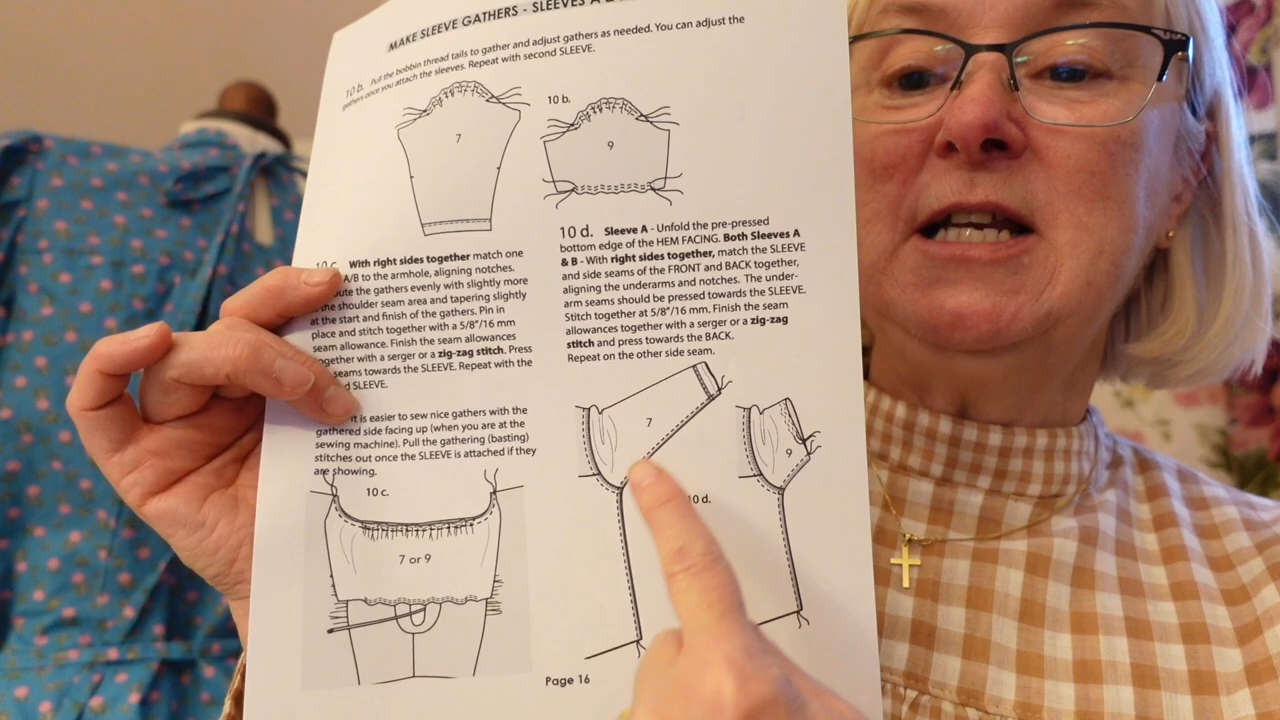 MAKE SLEEVE GATHERS - SLEEVES A &
10 b. Pull the bobbin thread tails to gather and adjust gathers as needed. You can adjust the
gathers once you attach the sleeves. Repeat with second SLEEVE.
10 b.
7
9
10 c. With right sides together match one
A/B to the armhole, aligning notches.
the gathers evenly with slightly more
the shoulder seam area and tapering slightly
at the start and finish of the gathers. Pin in
place and stitch together with a 5/8"/16 mm
seam allowance. Finish the seam allowances
together with a serger or a zig-zag stitch. Press
seams towards the SLEEVE. Repeat with the
SLEEVE.
It is easier to sew nice gathers with the
gathered side facing up (when you are at the
sewing machine). Pull the gathering (basting)
stitches out once the SLEEVE is attached if they
are showing.
10 c.
7 or 9
10 d. Sleeve A - Unfold the pre-pressed
bottom edge of the HEM FACING. Both Sleeves A
& B - With right sides together, match the SLEEVE
and side seams of the FRONT and BACK together,
aligning the underarms and notches. The under-
arm seams should be pressed towards the SLEEVE.
Stitch together at 5/8"/16 mm. Finish the seam
allowances together with a serger or a zig-zag
stitch and press towards the BACK.
Repeat on the other side seam.
7
9
10 d.
Page 16